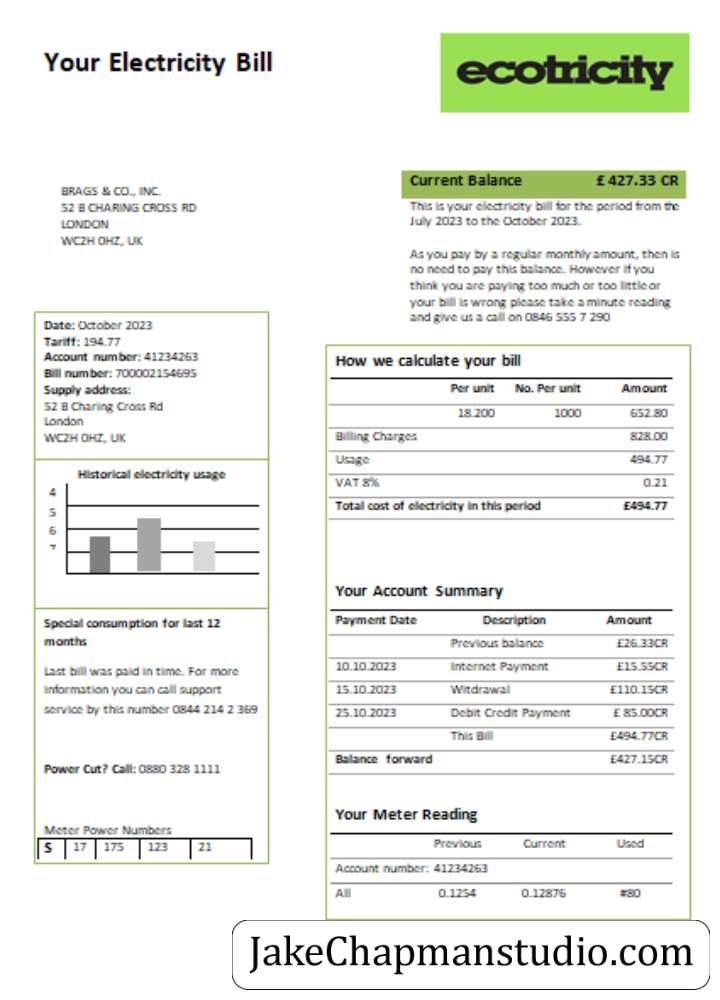 Your Electricity Bill
ecotricity
BRAGS & CO., INC.
52 B CHARING CROSS RD
LONDON
WC2H 0HZ, UK
Current Balance £ 427.33 CR
This is your electricity bill for the period from the
July 2023 to the October 2023.
As you pay by a regular monthly amount, then is
no need to pay this balance. However if you
think you are paying too much or too little or
your bill is wrong please take a minute reading
and give us a call on 0846 555 7 290
Date: October 2023
Tariff: 194.77
Account number: 41234263
Bill number: 700002154695
Supply address:
52 B Charing Cross Rd
London
WC2H 0HZ, UK
Historical electricity usage
4
5
6
7
Special consumption for last 12
months
Last bill was paid in time. For more
information you can call support
service by this number 0844 214 2 369
Power Cut? Call: 0880 328 1111
Meter Power Numbers
S 17 175 123 21
How we calculate your bill
Per unit No. Per unit Amount
18.200 1000 652.80
Billing Charges 828.00
Usage 494.77
VAT 8% 0.21
Total cost of electricity in this period £494.77
Your Account Summary
Payment Date Description Amount
Previous balance £26.33CR
10.10.2023 Internet Payment £15.55CR
15.10.2023 Witdrawal £110.15CR
25.10.2023 Debit Credit Payment £ 85.00CR
This Bill £494.77CR
Balance forward £427.15CR
Your Meter Reading
Previous Current Used
Account number: 41234263
All 0.1254 0.12876 #80
JakeChapmanstudio.com